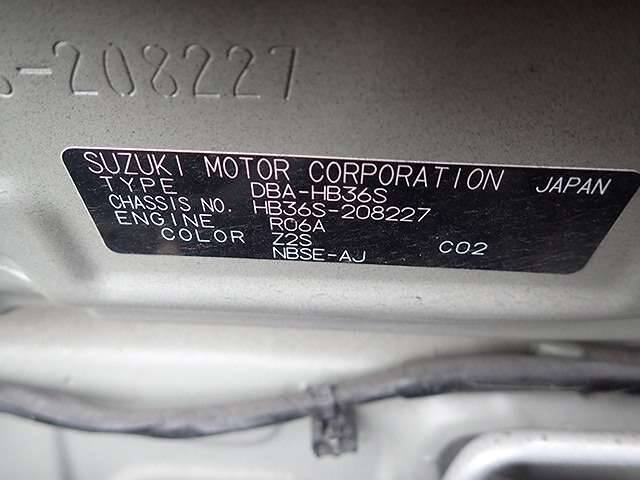 -208227
SUZUKI MOTOR CORPORATION JAPAN
TYPE DBA-HB36S
CHASSIS NO. HB36S-208227
ENGINE R06A
COLOR Z2S C02
NBSE-AJ